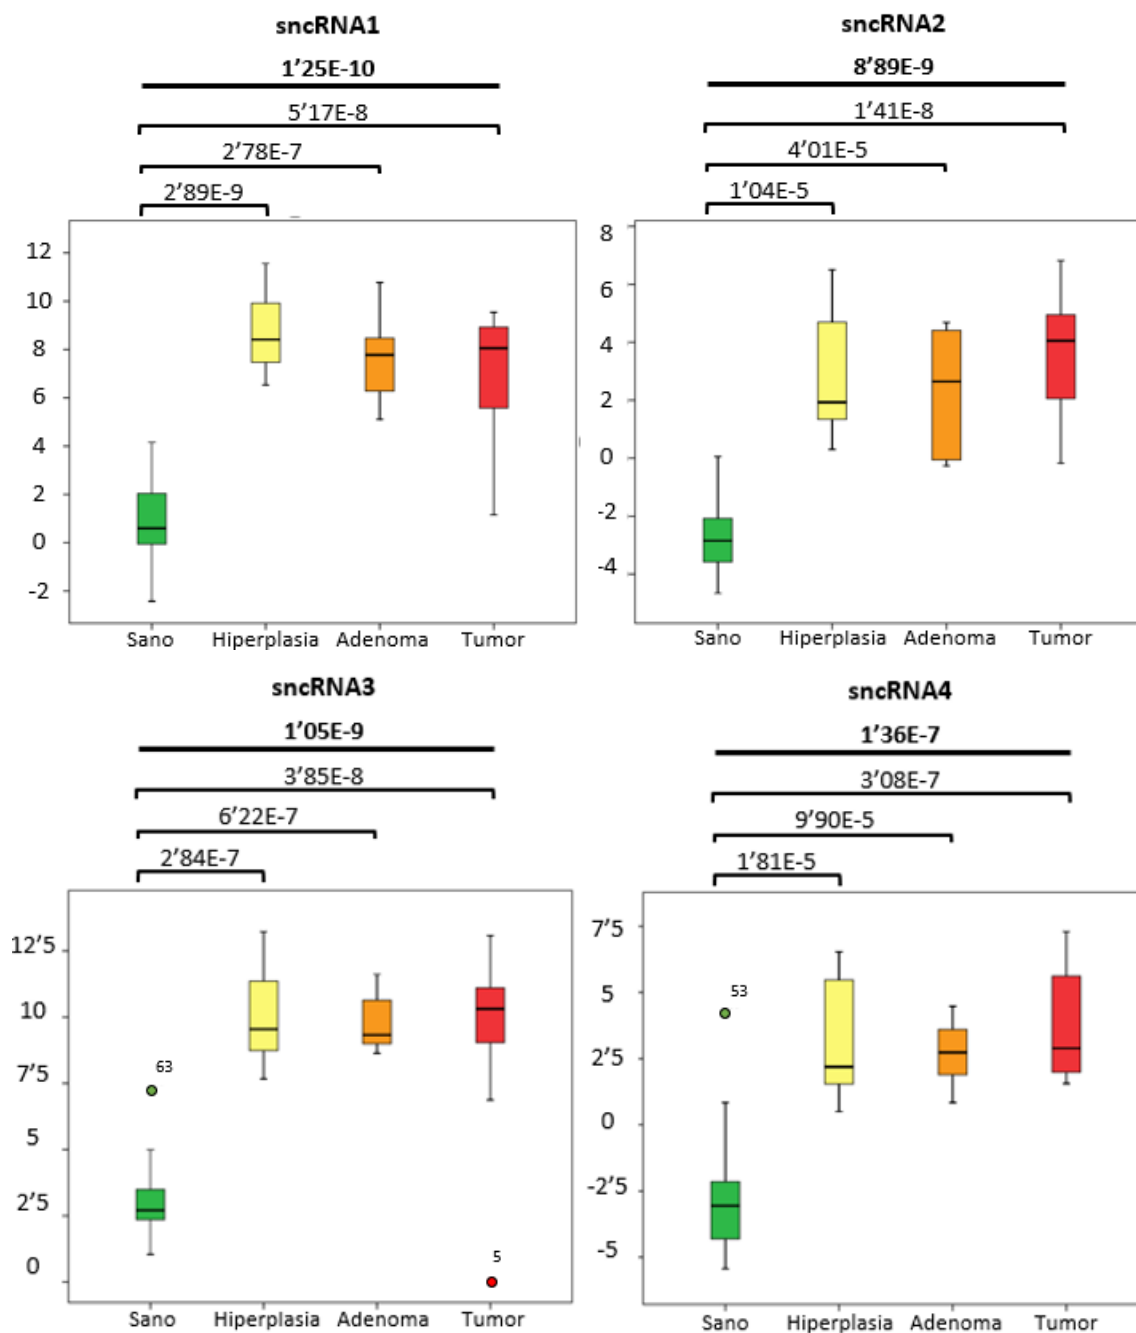 sncRNA1
1'25E-10
5'17E-8
2'78E-7
2'89E-9
12
10
8
6
4
2
0
-2
Sano Hiperplasia Adenoma Tumor
sncRNA2
8'89E-9
1'41E-8
4'01E-5
1'04E-5
8
6
4
2
0
-2
-4
Sano Hiperplasia Adenoma Tumor
sncRNA3
1'05E-9
3'85E-8
6'22E-7
2'84E-7
12'5
10
7'5
5
2'5
0
63
5
Sano Hiperplasia Adenoma Tumor
sncRNA4
1'36E-7
3'08E-7
9'90E-5
1'81E-5
7'5
5
2'5
0
-2'5
-5
53
Sano Hiperplasia Adenoma Tumor